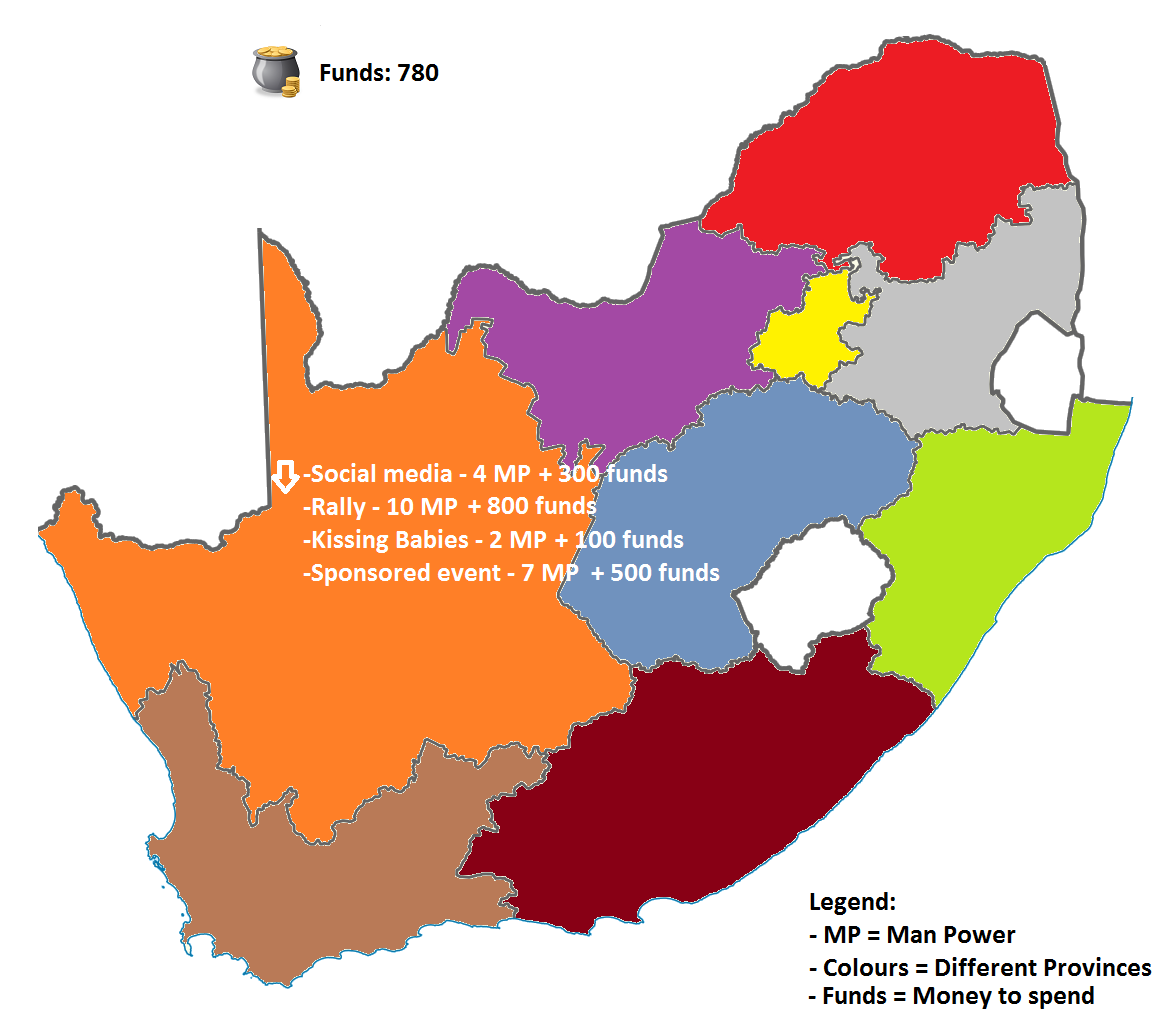 Funds: 780
-Social media - 4 MP + 300 funds
-Rally - 10 MP + 800 funds
-Kissing Babies - 2 MP + 100 funds
-Sponsored event - 7 MP + 500 funds
Legend:
- MP = Man Power
- Colours = Different Provinces
- Funds = Money to spend